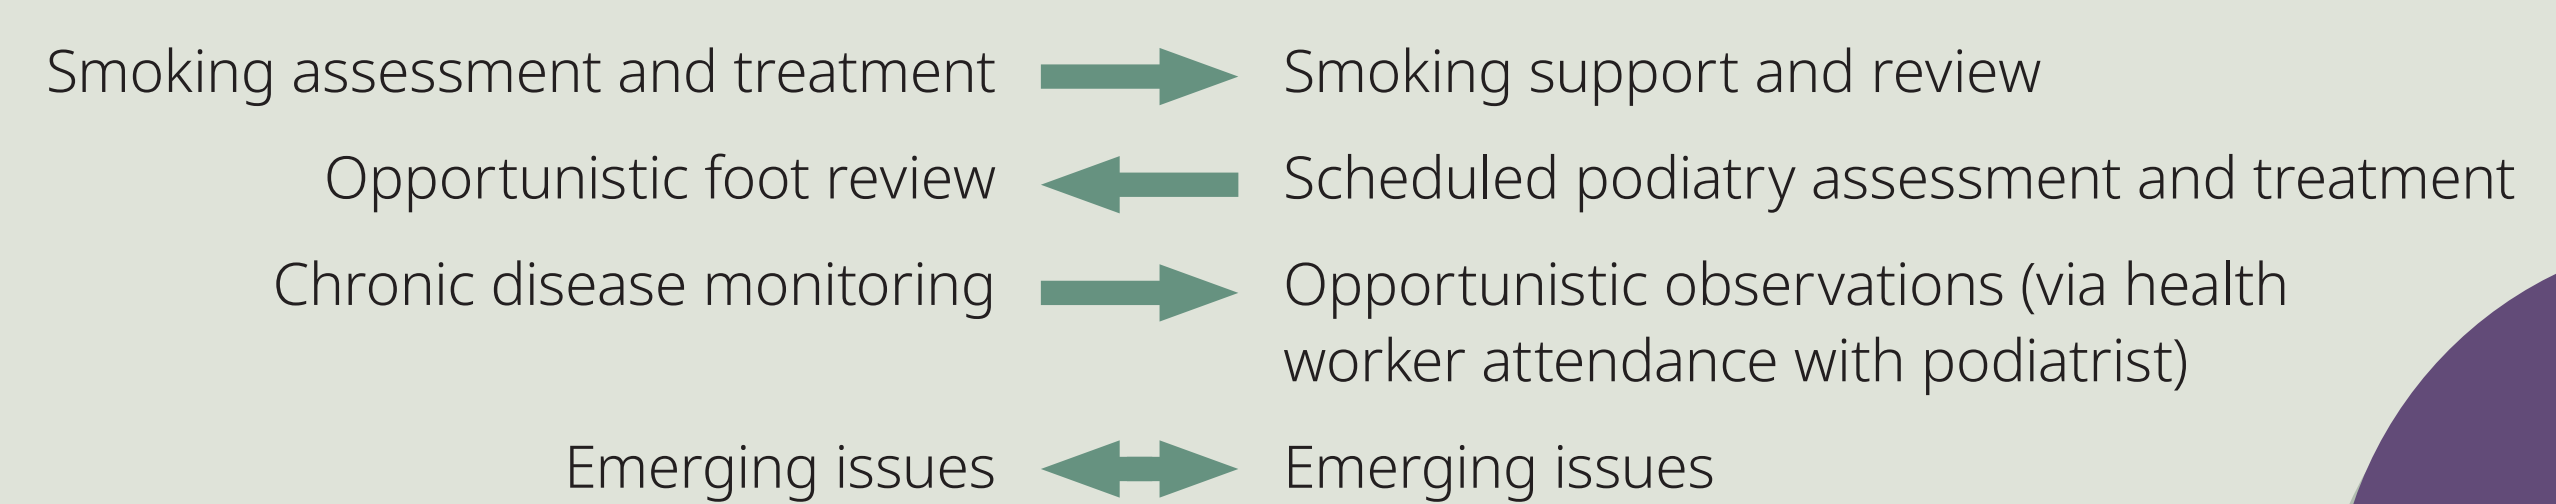 Smoking assessment and treatment Smoking support and review
Opportunistic foot review Scheduled podiatry assessment and treatment
Chronic disease monitoring Opportunistic observations (via health
worker attendance with podiatrist)
Emerging issues Emerging issues